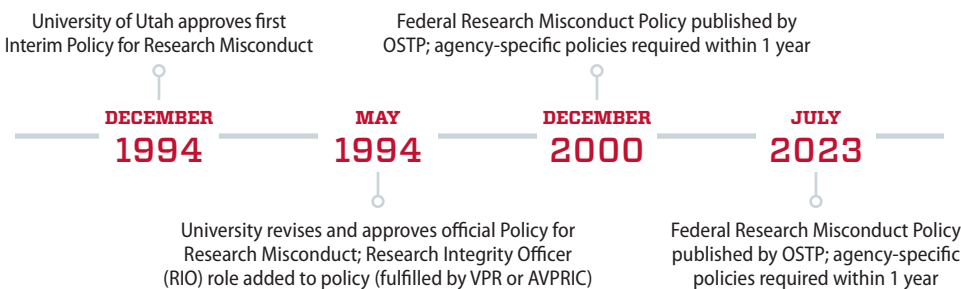 University of Utah approves first
Interim Policy for Research Misconduct
DECEMBER
1994
MAY
1994
University revises and approves official Policy for
Research Misconduct; Research Integrity Officer
(RIO) role added to policy (fulfilled by VPR or AVPRIC)
Federal Research Misconduct Policy published by
OSTP; agency-specific policies required within 1 year
DECEMBER
2000
JULY
2023
Federal Research Misconduct Policy
published by OSTP; agency-specific
policies required within 1 year